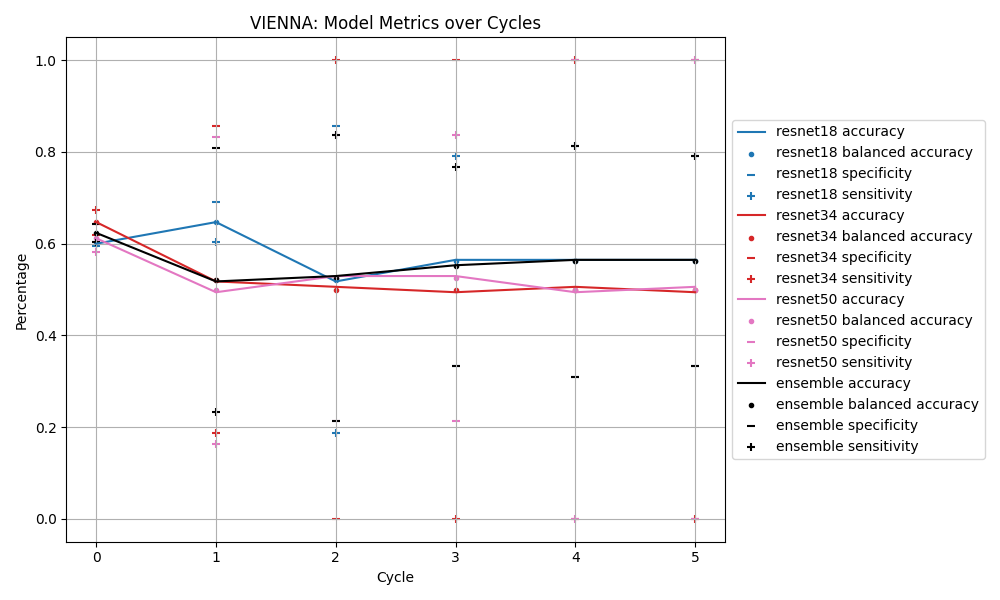 VIENNA: Model Metrics over Cycles
1.0
0.8
0.6
0.4
0.2
0.0
Percentage
0 1 2 3 4 5
Cycle
resnet18 accuracy
resnet18 balanced accuracy
resnet18 specificity
resnet18 sensitivity
resnet34 accuracy
resnet34 balanced accuracy
resnet34 specificity
resnet34 sensitivity
resnet50 accuracy
resnet50 balanced accuracy
resnet50 specificity
resnet50 sensitivity
ensemble accuracy
ensemble balanced accuracy
ensemble specificity
ensemble sensitivity